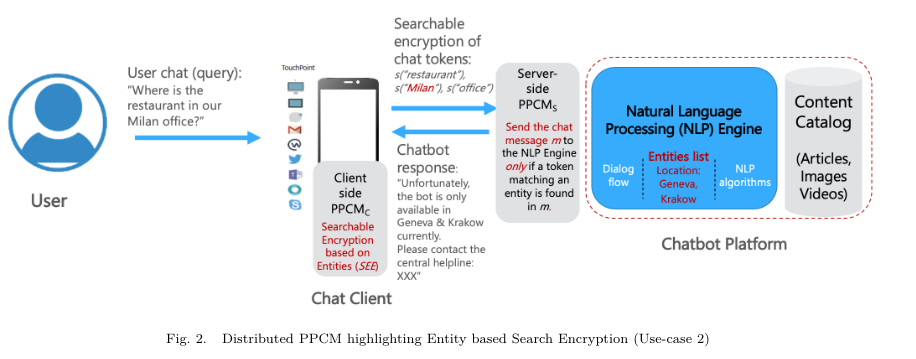 User chat (query):
"Where is the
restaurant in our
Milan office?"
User
TouchPoint
Client
side
PPCMC
Searchable
Encryption
based on
Entities (SEE)
Chat Client
Searchable
encryption of
chat tokens:
s("restaurant"),
s("Milan"), s("office")
Chatbot
response:
"Unfortunately,
the bot is only
available in
Geneva & Krakow
currently.
Please contact the
central helpline:
XXX"
Server-
side
PPCMS
Send the chat
message m to
the NLP Engine
only if a token
matching an
entity is found
in m.
Natural Language
Processing (NLP) Engine
Dialog
flow
Entities list
Location:
Geneva,
Krakow
NLP
algorithms
Content
Catalog
(Articles,
Images
Videos)
Chatbot Platform
Fig. 2. Distributed PPCM highlighting Entity based Search Encryption (Use-case 2)